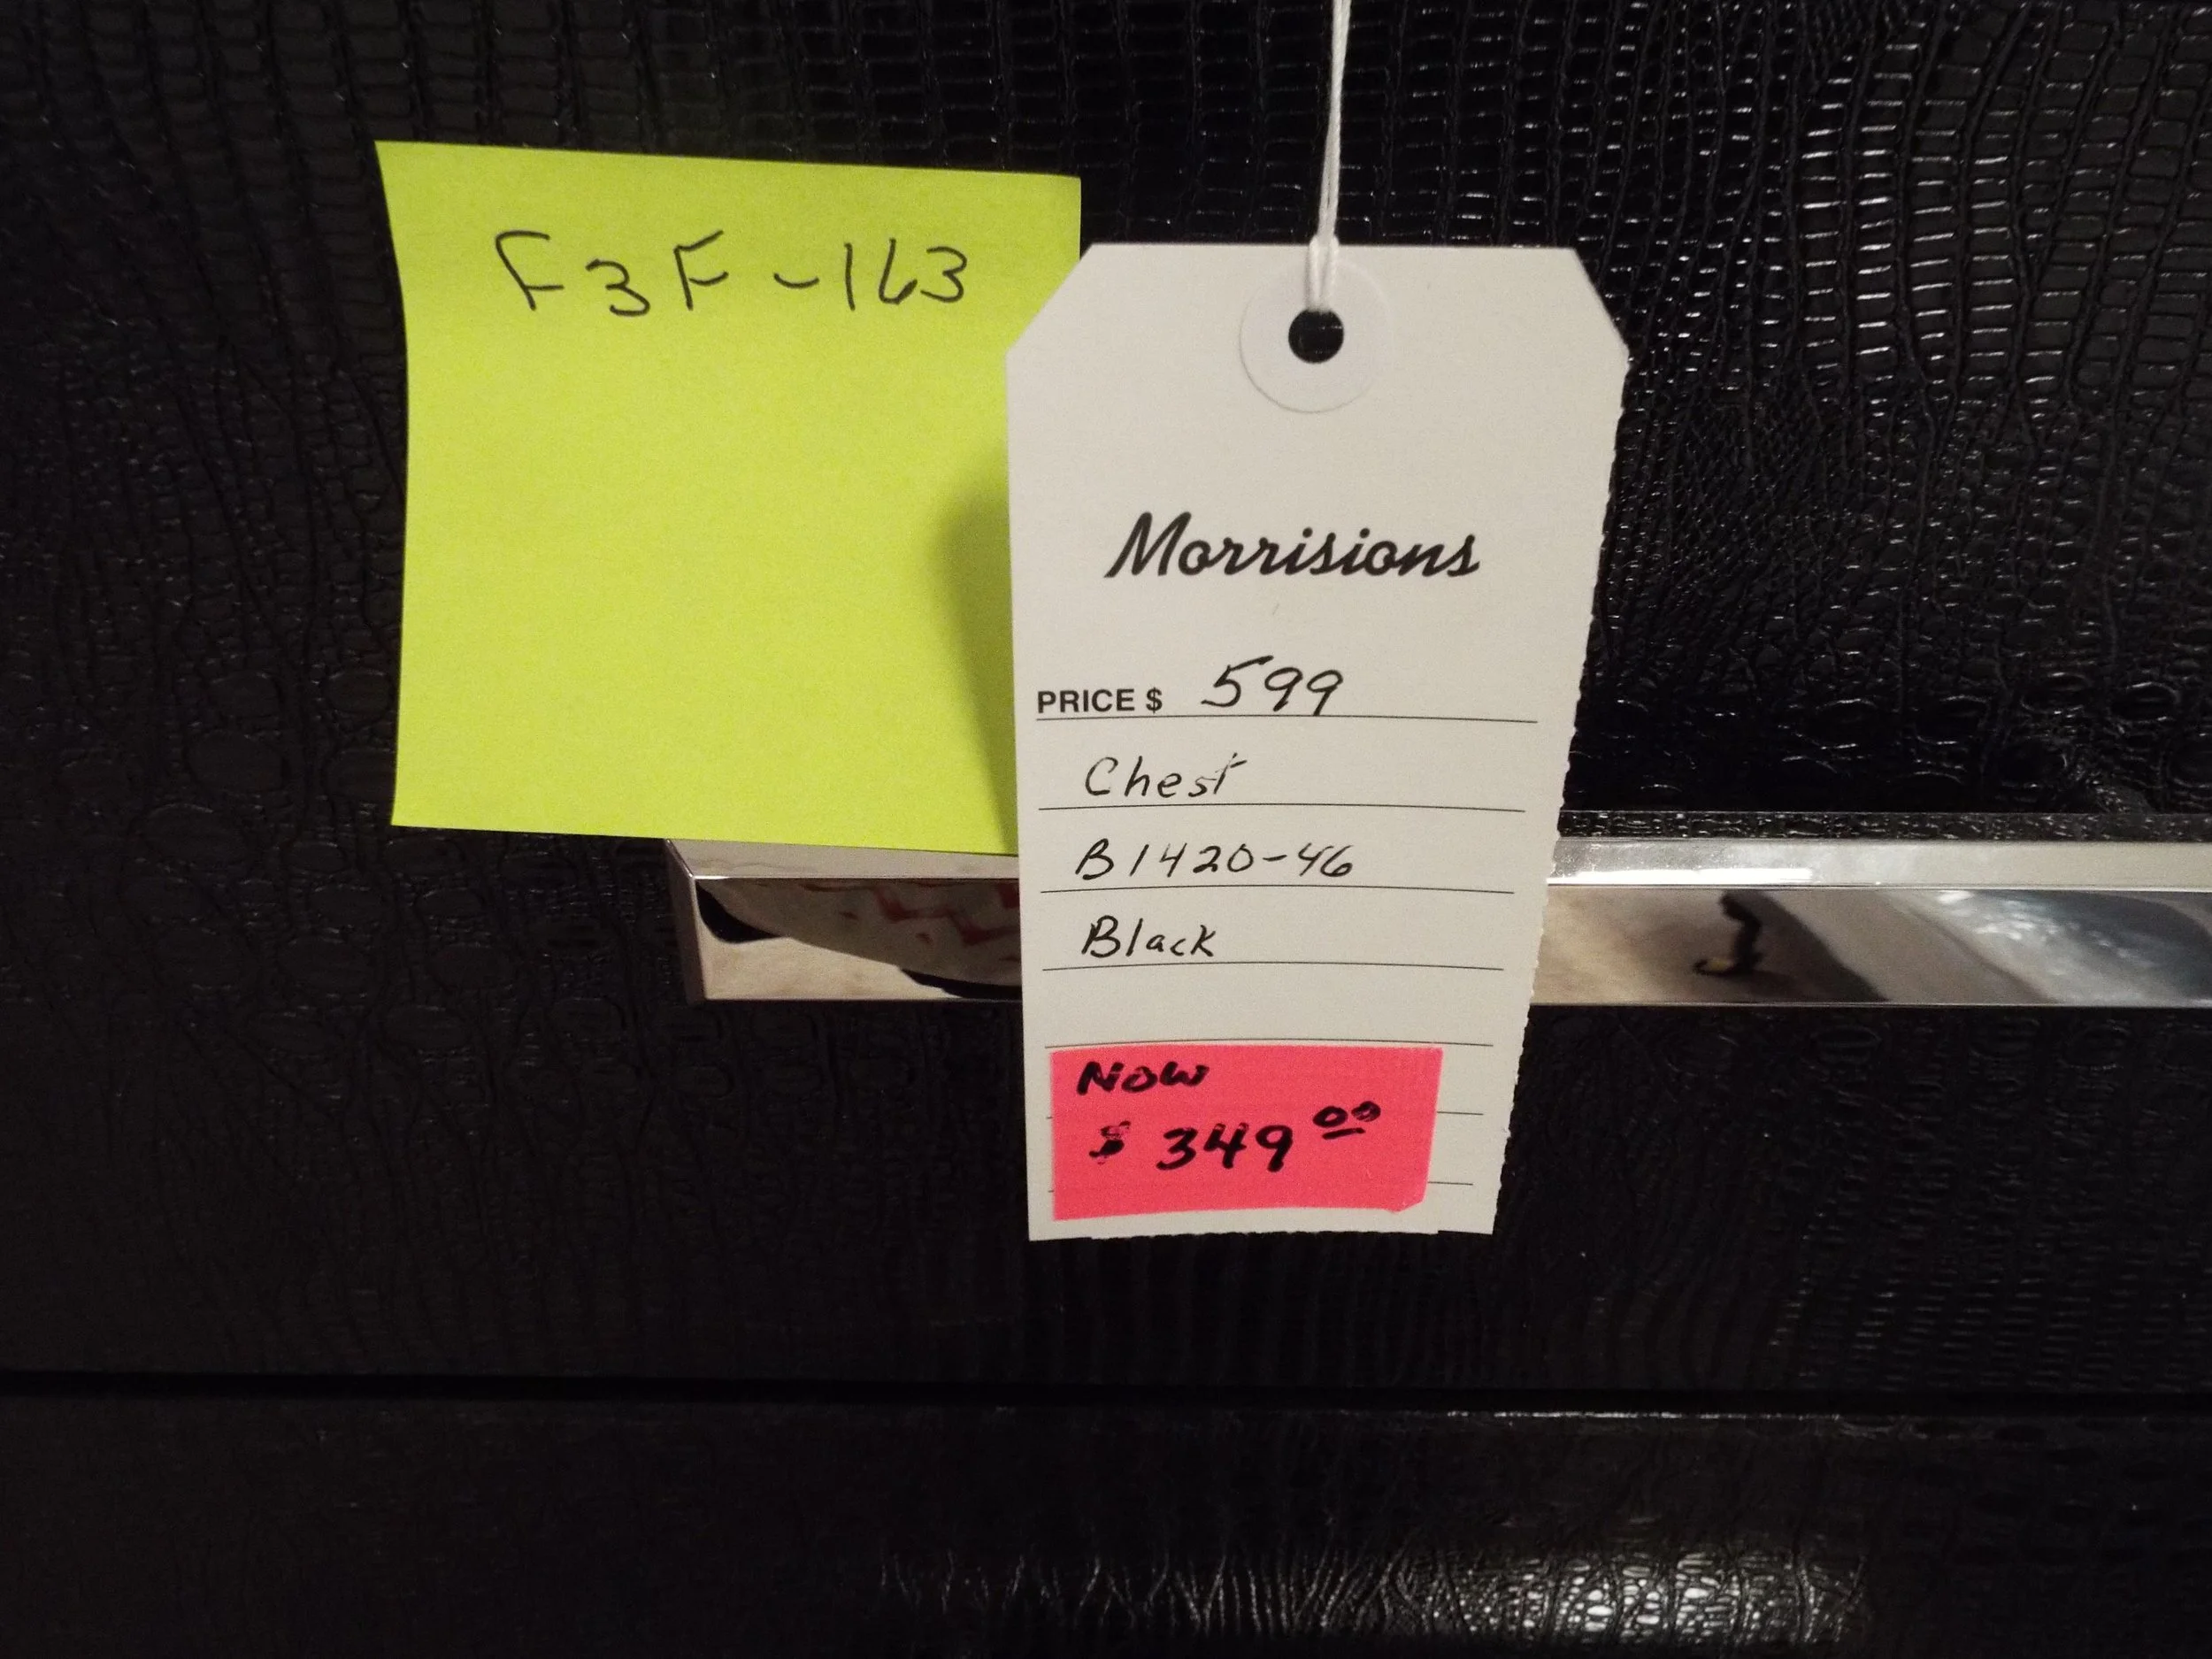 F3F-163
Morrisions
PRICE $ 599
Chest
B1420-46
Black
Now
$ 349.00